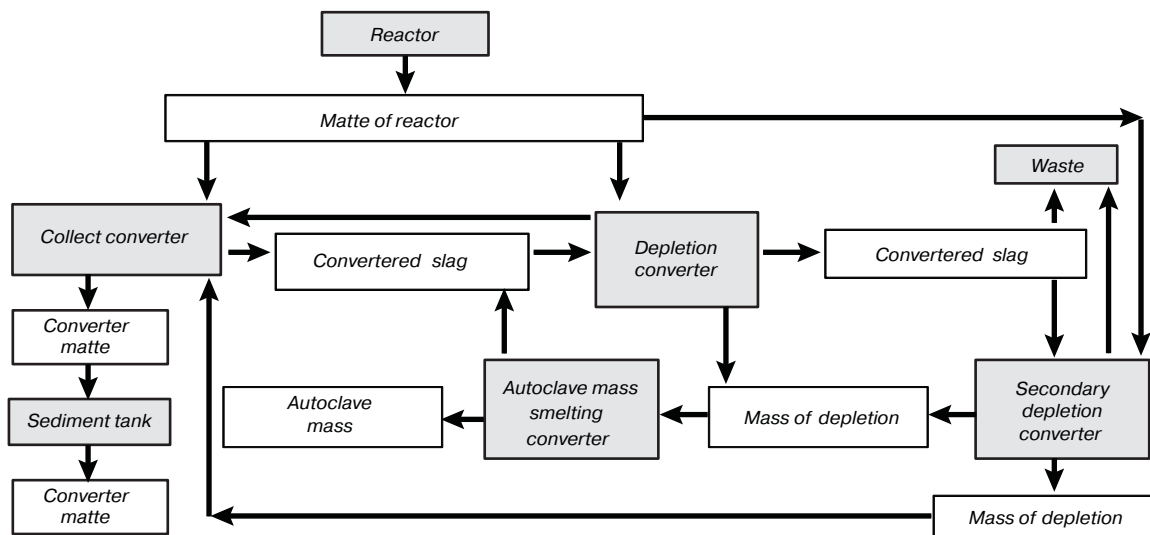 Reactor
Matte of reactor
Waste
Collect converter
Convertered slag
Depletion
converter
Convertered slag
Converter
matte
Sediment tank
Converter
matte
Autoclave
mass
Autoclave mass
smelting
converter
Mass of depletion
Secondary
depletion
converter
Mass of depletion